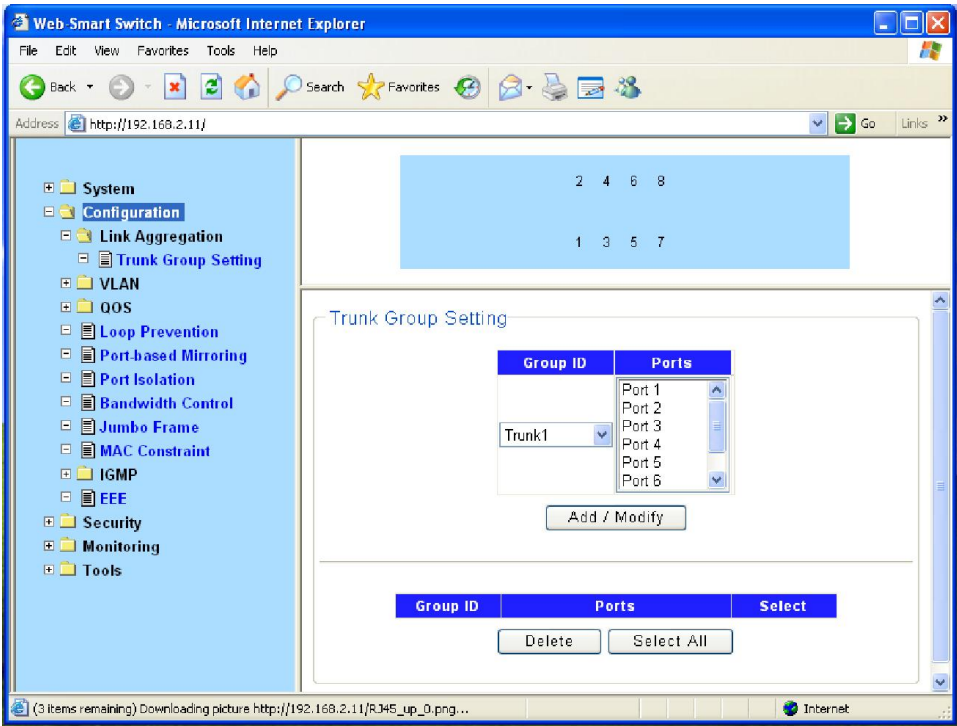 Web-Smart Switch - Microsoft Internet Explorer
File Edit View Favorites Tools Help
Back Search Favorites
Address http://192.168.2.11/ Go Links »
System
Configuration
Link Aggregation
Trunk Group Setting
VLAN
QOS
Loop Prevention
Port-based Mirroring
Port Isolation
Bandwidth Control
Jumbo Frame
MAC Constraint
IGMP
EEE
Security
Monitoring
Tools
2 4 6 8
1 3 5 7
Trunk Group Setting
Group ID Ports
Trunk1
Port 1
Port 2
Port 3
Port 4
Port 5
Port 6
Add / Modify
Group ID Ports Select
Delete Select All
(3 items remaining) Downloading picture http://192.168.2.11/RJ45_up_0.png... Internet